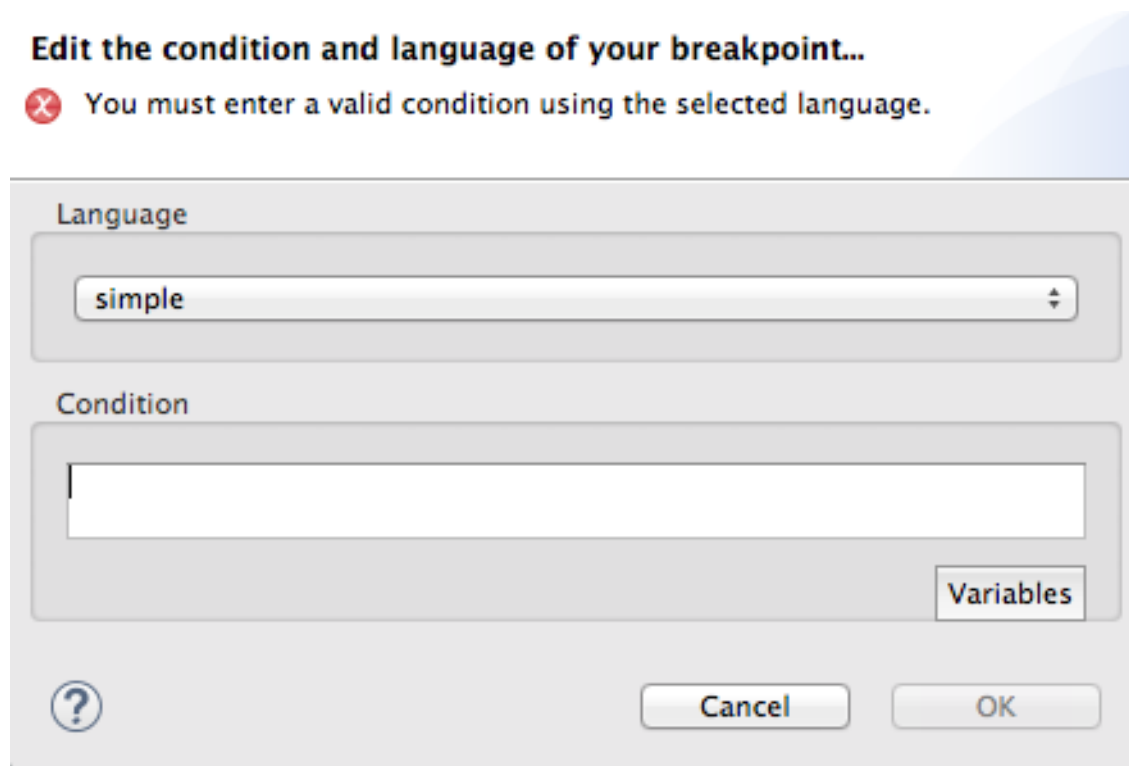 Edit the condition and language of your breakpoint...
You must enter a valid condition using the selected language.
Language
simple
Condition
Variables
?
Cancel
OK